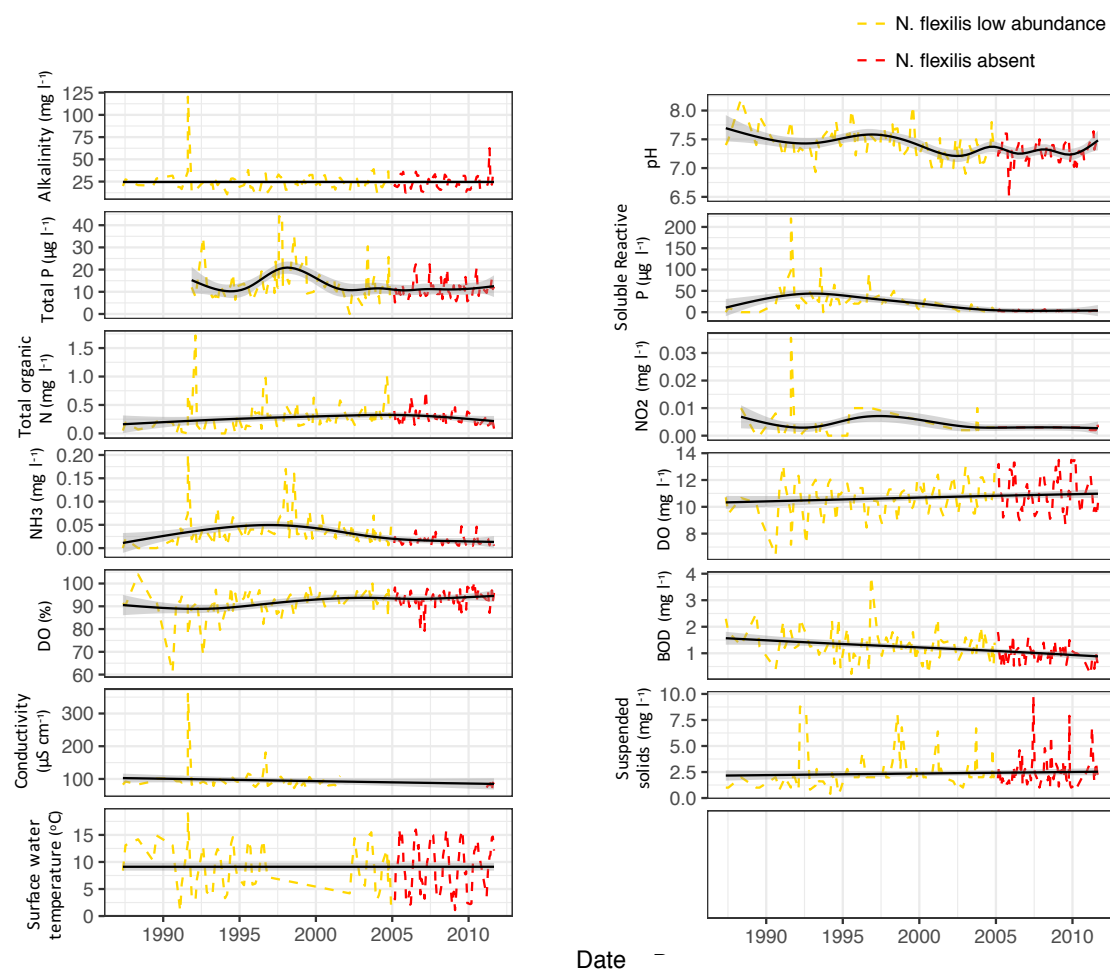 N. flexilis low abundance
N. flexilis absent
Alkalinity (mg l⁻¹)
125
100
75
50
25
Total P (µg l⁻¹)
40
30
20
10
0
Total organic
N (mg l⁻¹)
1.5
1.0
0.5
0.0
NH3 (mg l⁻¹)
0.20
0.15
0.10
0.05
0.00
DO (%)
100
90
80
70
60
Conductivity
(µS cm⁻¹)
300
200
100
Surface water
temperature (ºC)
15
10
5
0
1990 1995 2000 2005 2010
pH
8.0
7.5
7.0
6.5
Soluble Reactive
P (µg l⁻¹)
200
150
100
50
0
NO2 (mg l⁻¹)
0.03
0.02
0.01
0.00
DO (mg l⁻¹)
14
12
10
8
BOD (mg l⁻¹)
4
3
2
1
Suspended
solids (mg l⁻¹)
10.0
7.5
5.0
2.5
0.0
1990 1995 2000 2005 2010
Date